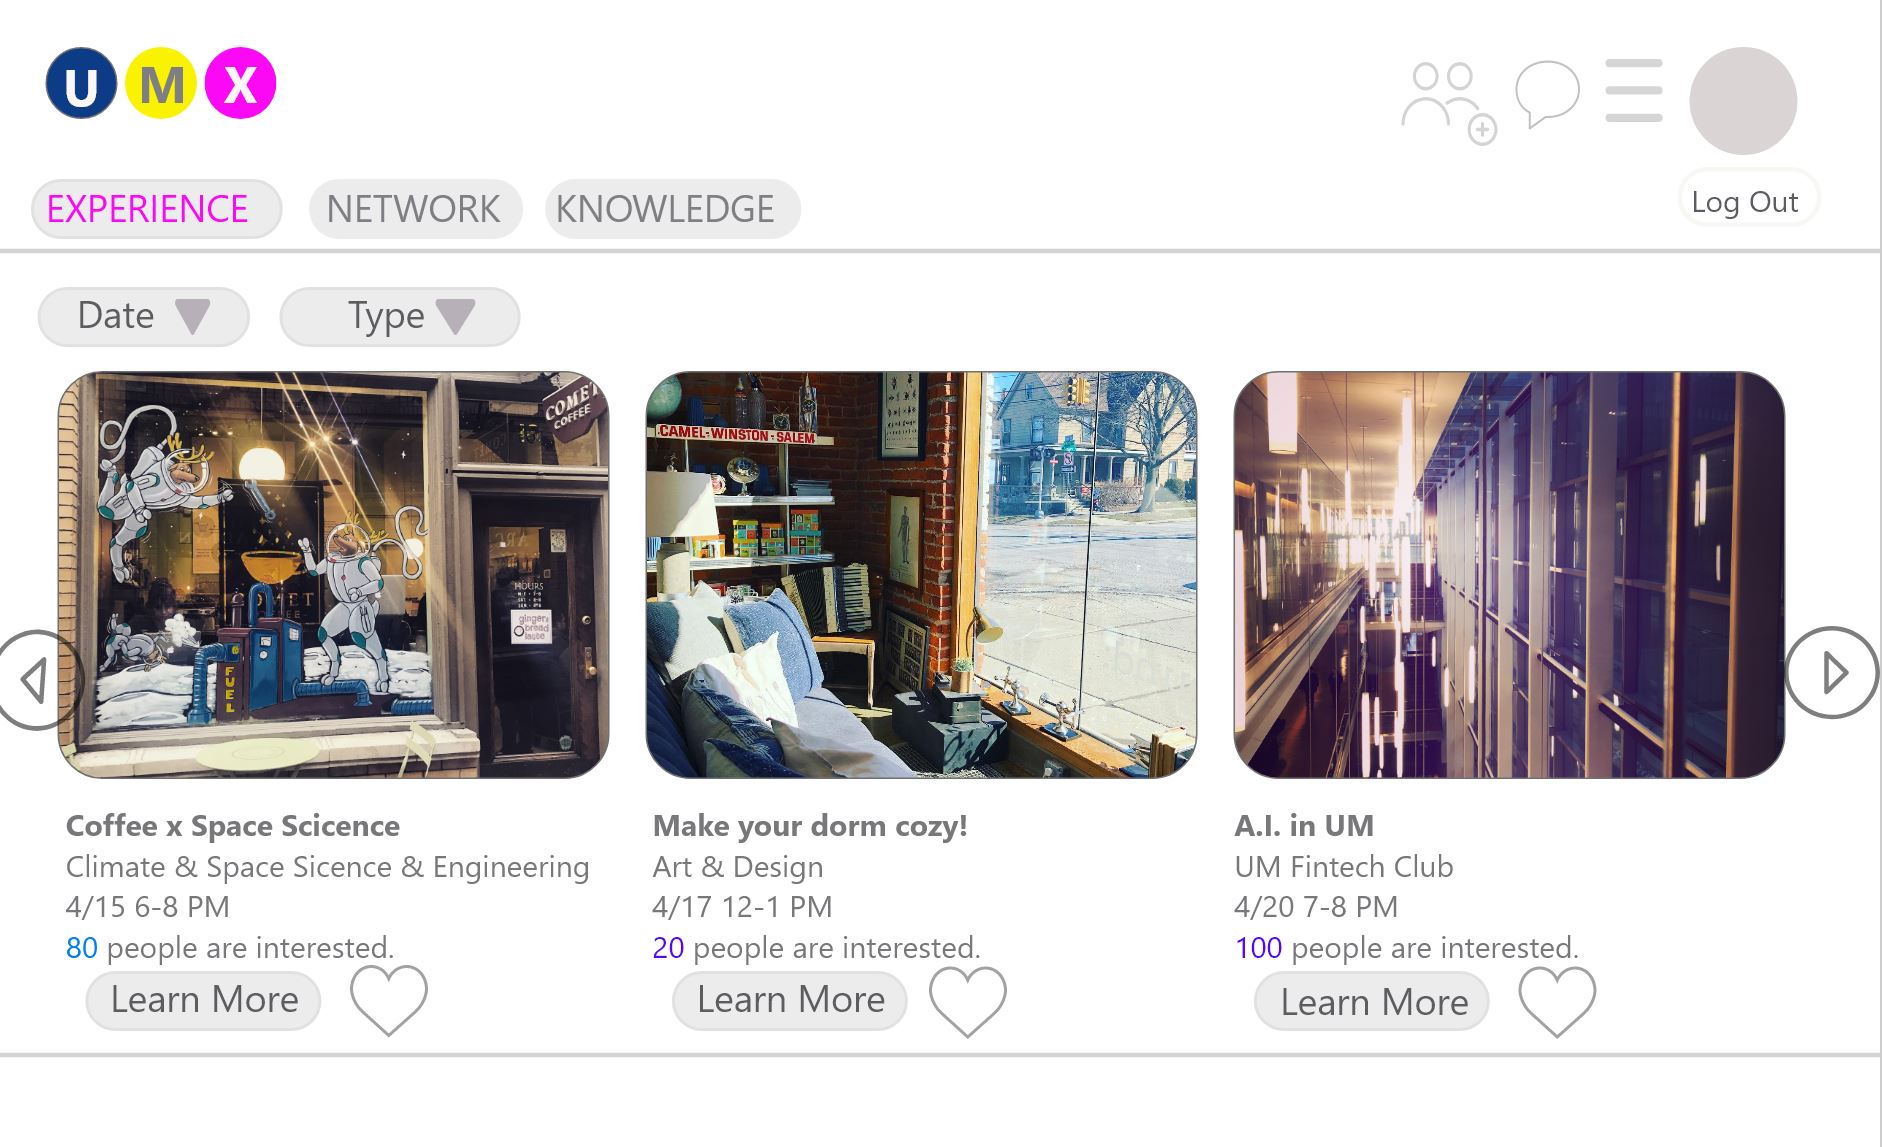 U M X
EXPERIENCE
NETWORK
KNOWLEDGE
Log Out
Date
Type
COMET
COFFEE
HOURS
ginger
bread
latte
FUEL
CAMEL-WINSTON-SALEM
Coffee x Space Scicence
Climate & Space Sicence & Engineering
4/15 6-8 PM
80 people are interested.
Learn More
Make your dorm cozy!
Art & Design
4/17 12-1 PM
20 people are interested.
Learn More
A.I. in UM
UM Fintech Club
4/20 7-8 PM
100 people are interested.
Learn More